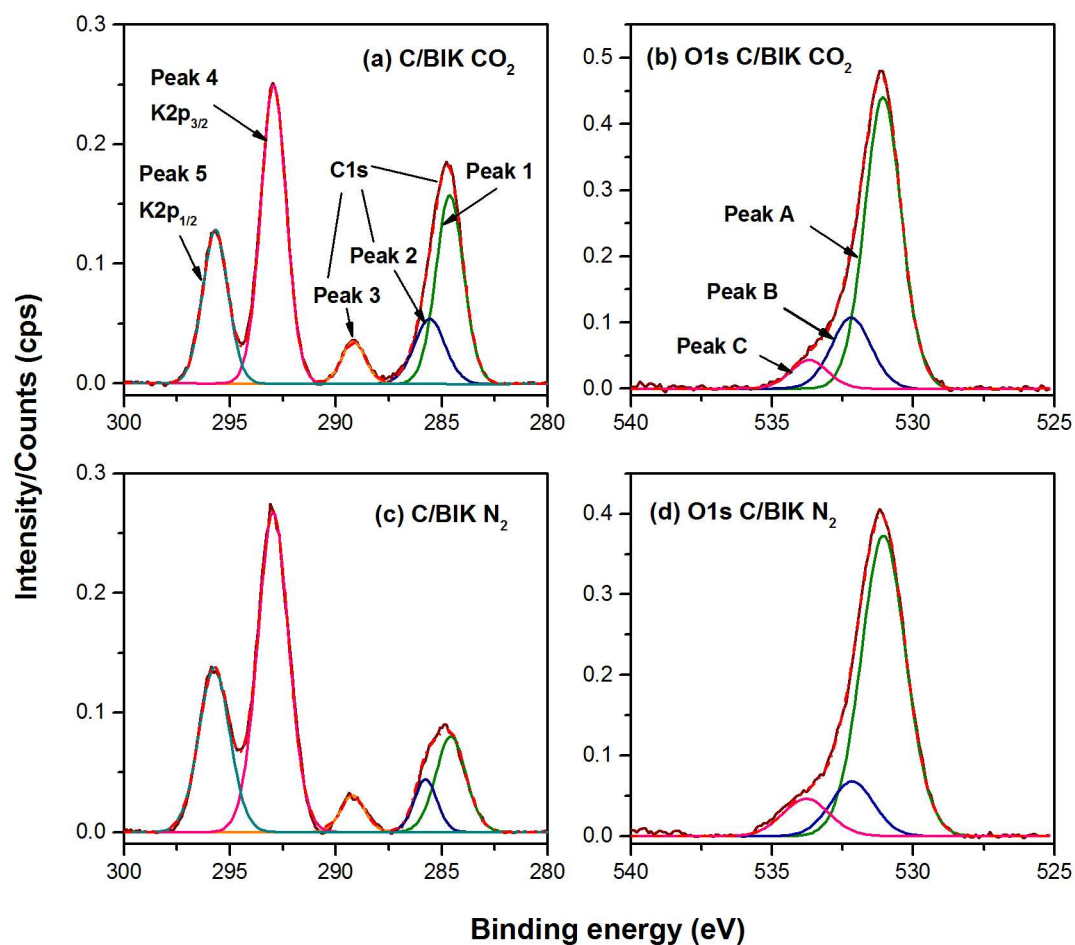 Intensity/Counts (cps)
(a) C/BIK CO2
Peak 4
K2p3/2
Peak 5
K2p1/2
C1s
Peak 1
Peak 2
Peak 3
0.3
0.2
0.1
0.0
300 295 290 285 280
(b) O1s C/BIK CO2
Peak A
Peak B
Peak C
0.5
0.4
0.3
0.2
0.1
0.0
540 535 530 525
(c) C/BIK N2
0.3
0.2
0.1
0.0
300 295 290 285 280
(d) O1s C/BIK N2
0.4
0.3
0.2
0.1
0.0
540 535 530 525
Binding energy (eV)